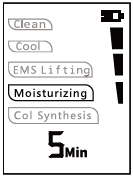 Clean
Cool
EMS Lifting
Moisturizing
Col Synthesis
5Min